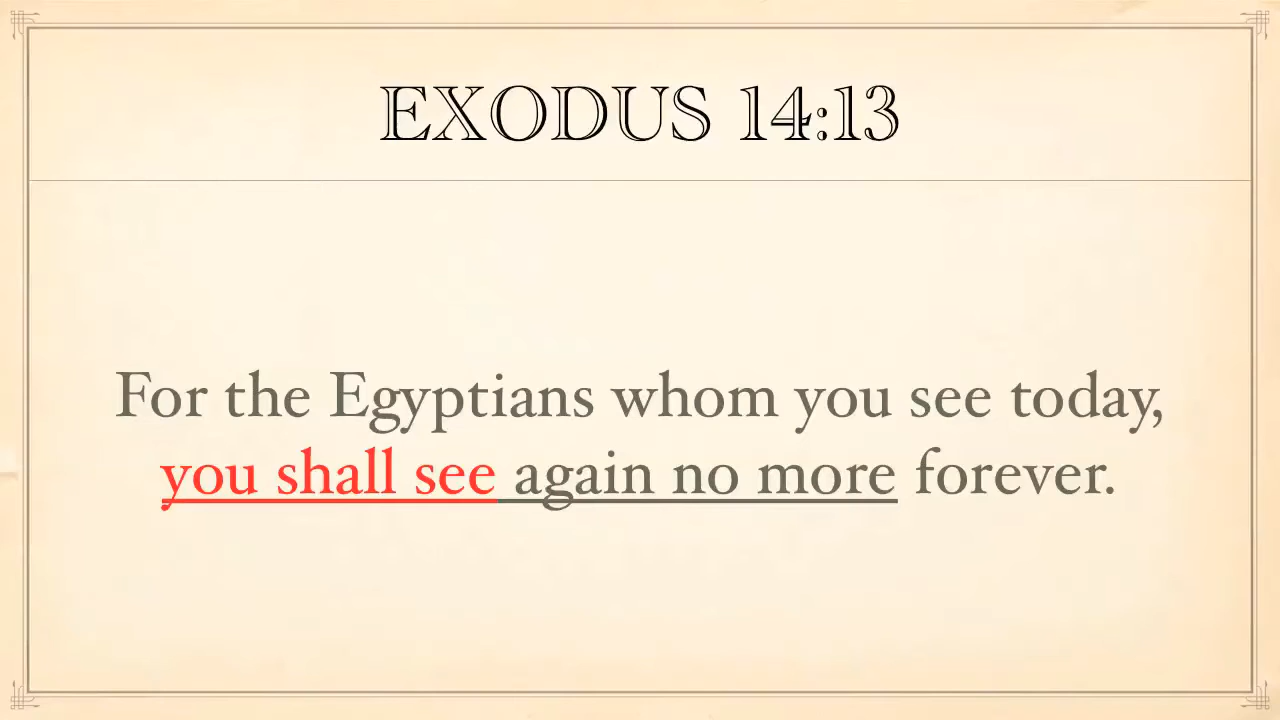 EXODUS 14:13
For the Egyptians whom you see today,
you shall see again no more forever.